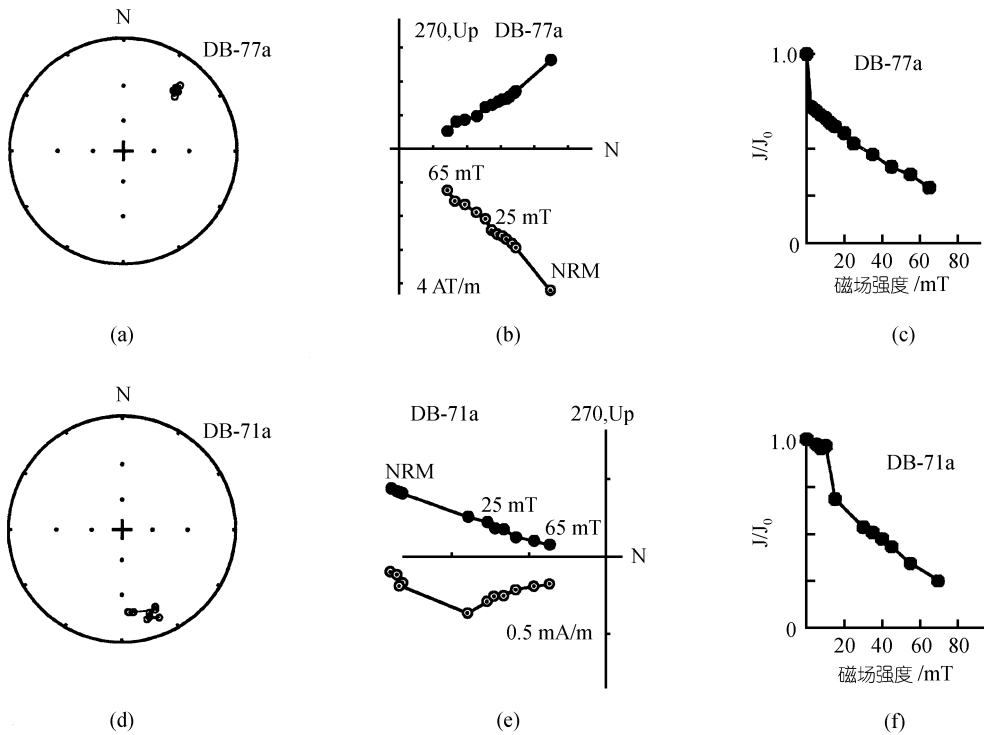 N
DB-77a
(a)
270,Up DB-77a
N
65 mT
25 mT
NRM
4 AT/m
(b)
1.0
DB-77a
J/J0
0
20 40 60 80
磁场强度 /mT
(c)
N
DB-71a
(d)
DB-71a 270,Up
NRM
25 mT
65 mT
N
0.5 mA/m
(e)
1.0
DB-71a
J/J0
0
20 40 60 80
磁场强度 /mT
(f)